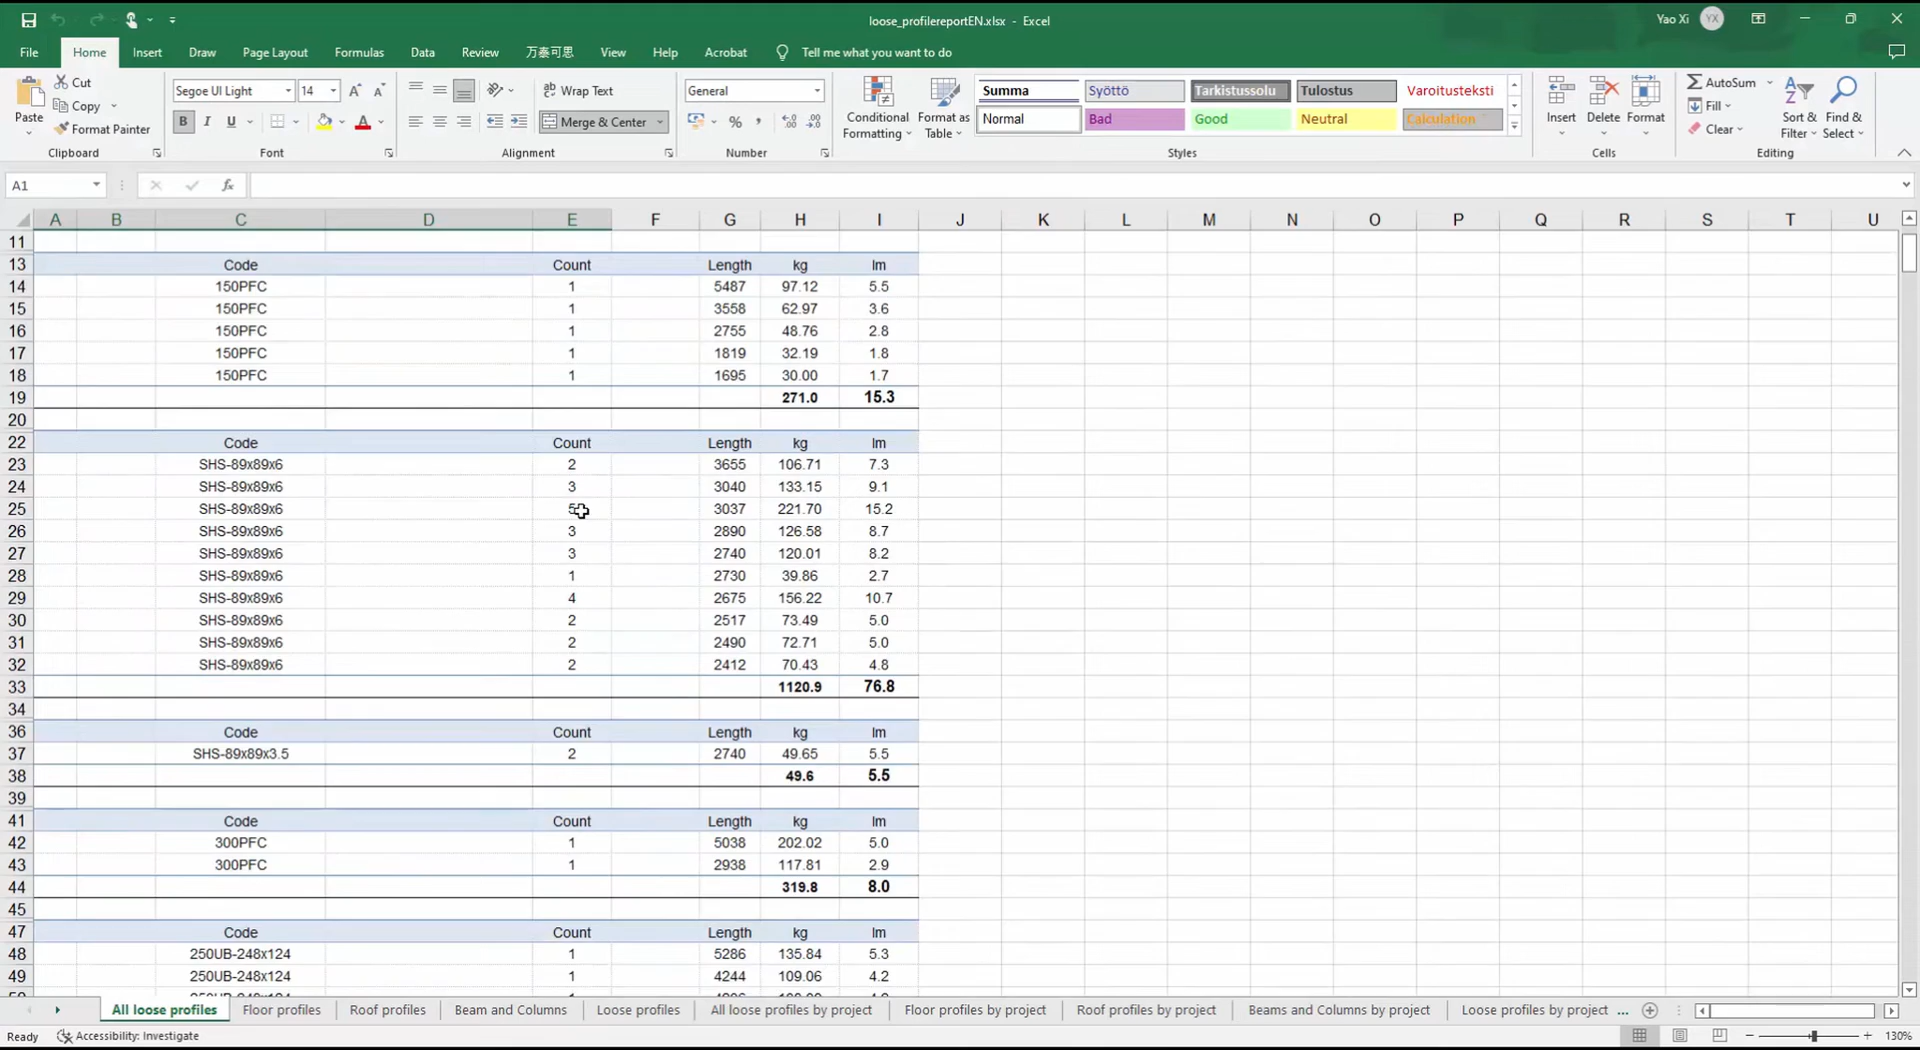 loose_profilereportEN.xlsx - Excel
Yao Xi YX
File Home Insert Draw Page Layout Formulas Data Review 万泰可思 View Help Acrobat Tell me what you want to do
Paste
Cut
Copy
Format Painter
Clipboard
Segoe UI Light 14
B I U
Font
Wrap Text
Merge & Center
Alignment
General
Number
Conditional Formatting
Format as Table
Summa Syöttö Tarkistussolu Tulostus Varoitusteksti
Normal Bad Good Neutral Calculation
Styles
Insert Delete Format
Cells
AutoSum
Fill
Clear
Sort & Filter
Find & Select
Editing
A1
A B C D E F G H I J K L M N O P Q R S T U
11
13 Code Count Length kg lm
14 150PFC 1 5487 97.12 5.5
15 150PFC 1 3558 62.97 3.6
16 150PFC 1 2755 48.76 2.8
17 150PFC 1 1819 32.19 1.8
18 150PFC 1 1695 30.00 1.7
19 271.0 15.3
20
22 Code Count Length kg lm
23 SHS-89x89x6 2 3655 106.71 7.3
24 SHS-89x89x6 3 3040 133.15 9.1
25 SHS-89x89x6 5 3037 221.70 15.2
26 SHS-89x89x6 3 2890 126.58 8.7
27 SHS-89x89x6 3 2740 120.01 8.2
28 SHS-89x89x6 1 2730 39.86 2.7
29 SHS-89x89x6 4 2675 156.22 10.7
30 SHS-89x89x6 2 2517 73.49 5.0
31 SHS-89x89x6 2 2490 72.71 5.0
32 SHS-89x89x6 2 2412 70.43 4.8
33 1120.9 76.8
34
36 Code Count Length kg lm
37 SHS-89x89x3.5 2 2740 49.65 5.5
38 49.6 5.5
39
41 Code Count Length kg lm
42 300PFC 1 5038 202.02 5.0
43 300PFC 1 2938 117.81 2.9
44 319.8 8.0
45
47 Code Count Length kg lm
48 250UB-248x124 1 5286 135.84 5.3
49 250UB-248x124 1 4244 109.06 4.2
All loose profiles Floor profiles Roof profiles Beam and Columns Loose profiles All loose profiles by project Floor profiles by project Roof profiles by project Beams and Columns by project Loose profiles by project ...
Ready Accessibility: Investigate 130%